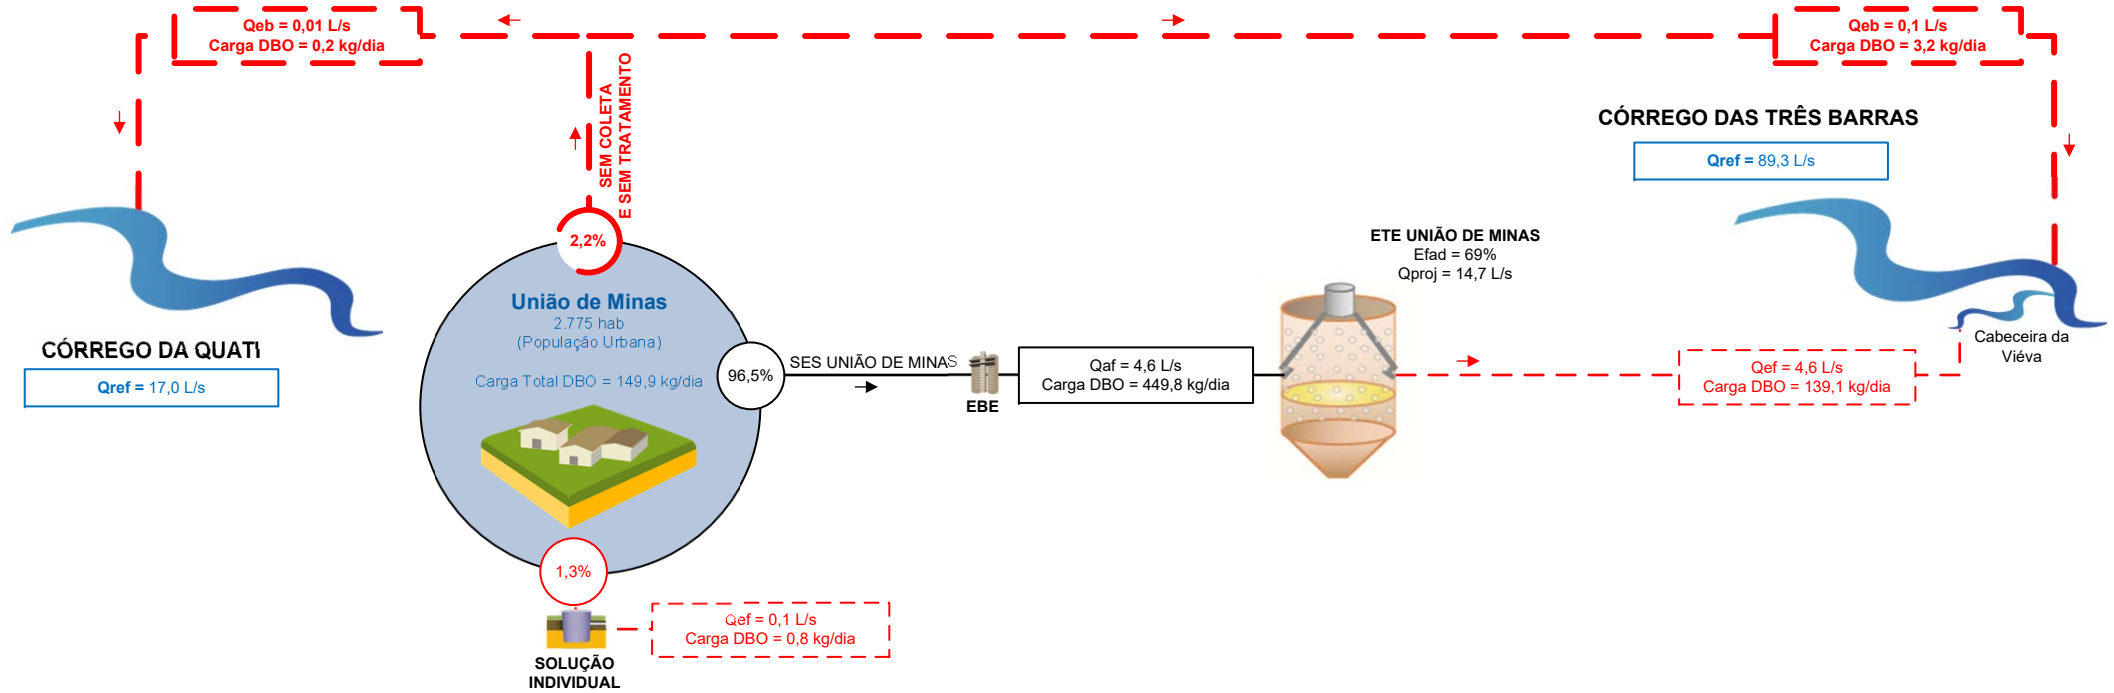 Qeb = 0,01 L/s
Carga DBO = 0,2 kg/dia
Qeb = 0,1 L/s
Carga DBO = 3,2 kg/dia
SEM COLETA
E SEM TRATAMENTO
CÓRREGO DAS TRÊS BARRAS
Qref = 89,3 L/s
2,2%
ETE UNIÃO DE MINAS
Efad = 69%
Qproj = 14,7 L/s
União de Minas
2.775 hab
(População Urbana)
Carga Total DBO = 149,9 kg/dia
CÓRREGO DA QUATI
Qref = 17,0 L/s
96,5%
SES UNIÃO DE MINAS
EBE
Qaf = 4,6 L/s
Carga DBO = 449,8 kg/dia
Cabeceira da
Viéva
Qef = 4,6 L/s
Carga DBO = 139,1 kg/dia
1,3%
Qef = 0,1 L/s
Carga DBO = 0,8 kg/dia
SOLUÇÃO
INDIVIDUAL